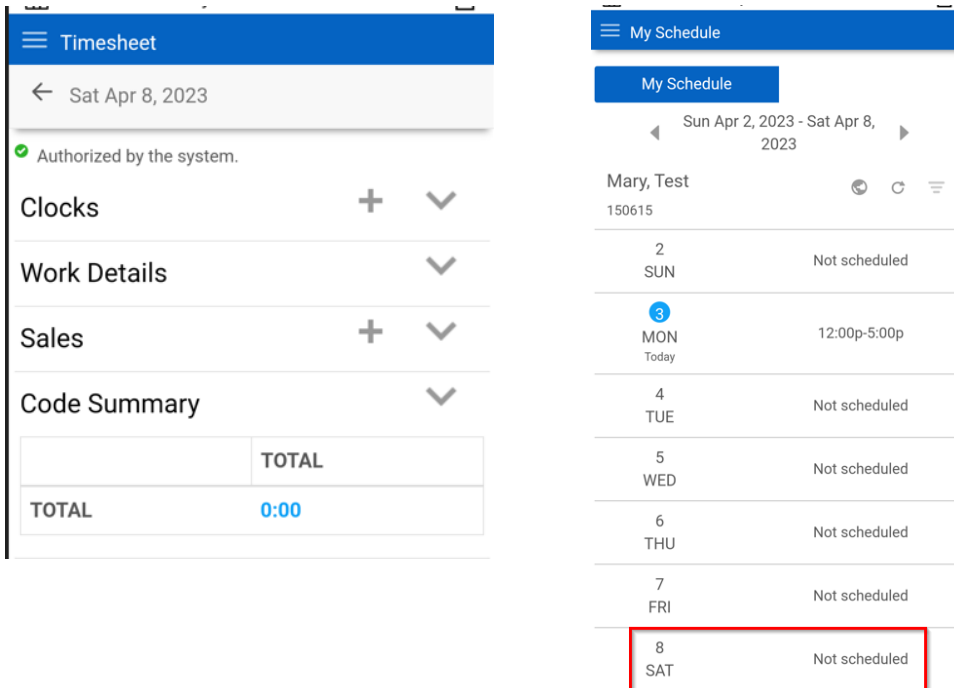 Timesheet
Sat Apr 8, 2023
Authorized by the system.
Clocks
Work Details
Sales
Code Summary
TOTAL
TOTAL 0:00
My Schedule
My Schedule
Sun Apr 2, 2023 - Sat Apr 8,
2023
Mary, Test
150615
2
SUN
Not scheduled
3
MON
Today
12:00p-5:00p
4
TUE
Not scheduled
5
WED
Not scheduled
6
THU
Not scheduled
7
FRI
Not scheduled
8
SAT
Not scheduled